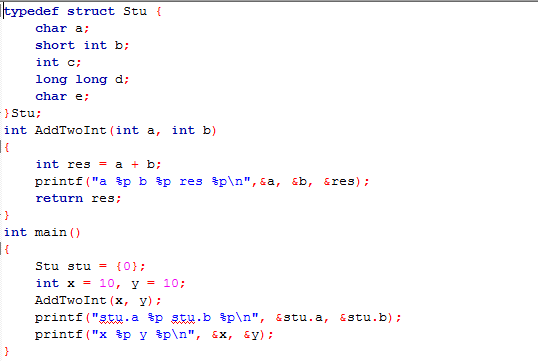 typedef struct Stu {
    char a;
    short int b;
    int c;
    long long d;
    char e;
}Stu;
int AddTwoInt(int a, int b)
{
    int res = a + b;
    printf("a %p b %p res %p\n",&a, &b, &res);
    return res;
}
int main()
{
    Stu stu = {0};
    int x = 10, y = 10;
    AddTwoInt(x, y);
    printf("stu.a %p stu.b %p\n", &stu.a, &stu.b);
    printf("x %p y %p\n", &x, &y);
}